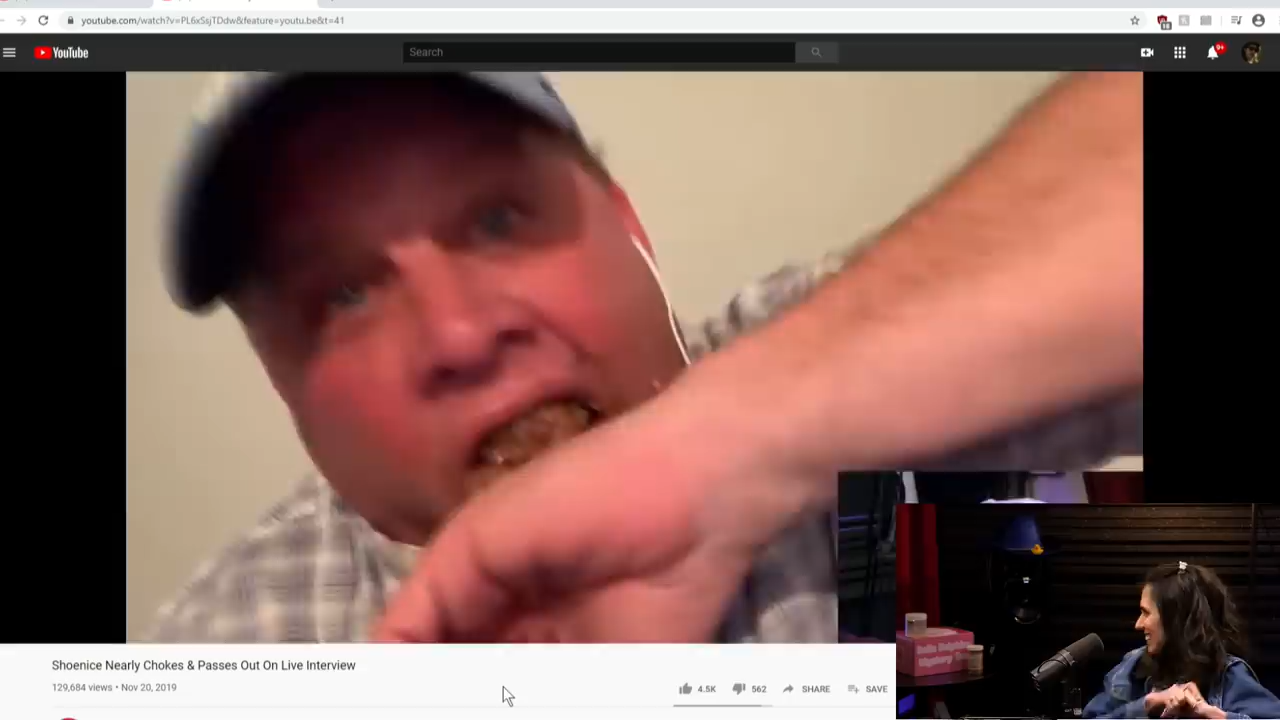 youtube.com/watch?v=PL6xSsjTDdw&feature=youtu.be&t=41
YouTube
Search
9+
Shoenice Nearly Chokes & Passes Out On Live Interview
129,684 views • Nov 20, 2019
4.5K
562
SHARE
SAVE